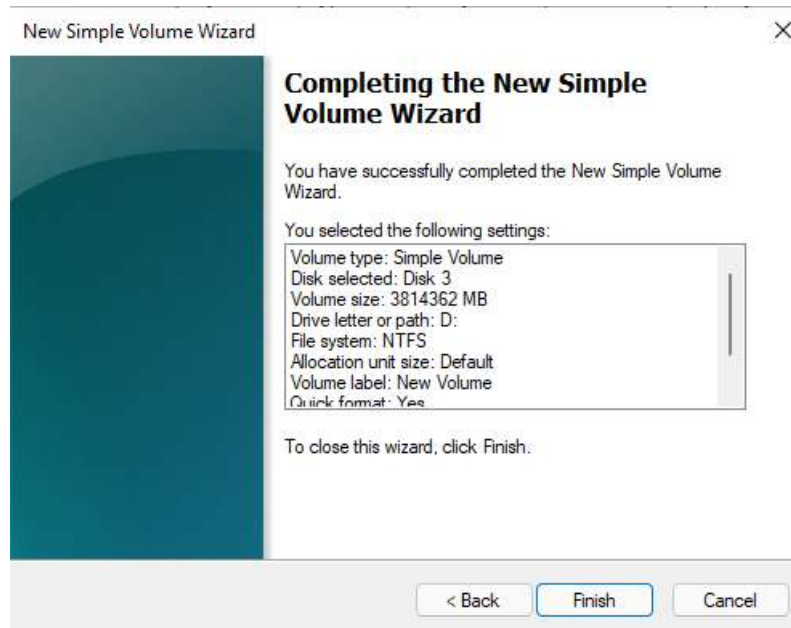 New Simple Volume Wizard
Completing the New Simple
Volume Wizard
You have successfully completed the New Simple Volume
Wizard.
You selected the following settings:
Volume type: Simple Volume
Disk selected: Disk 3
Volume size: 3814362 MB
Drive letter or path: D:
File system: NTFS
Allocation unit size: Default
Volume label: New Volume
Quick format: Yes
To close this wizard, click Finish.
< Back
Finish
Cancel